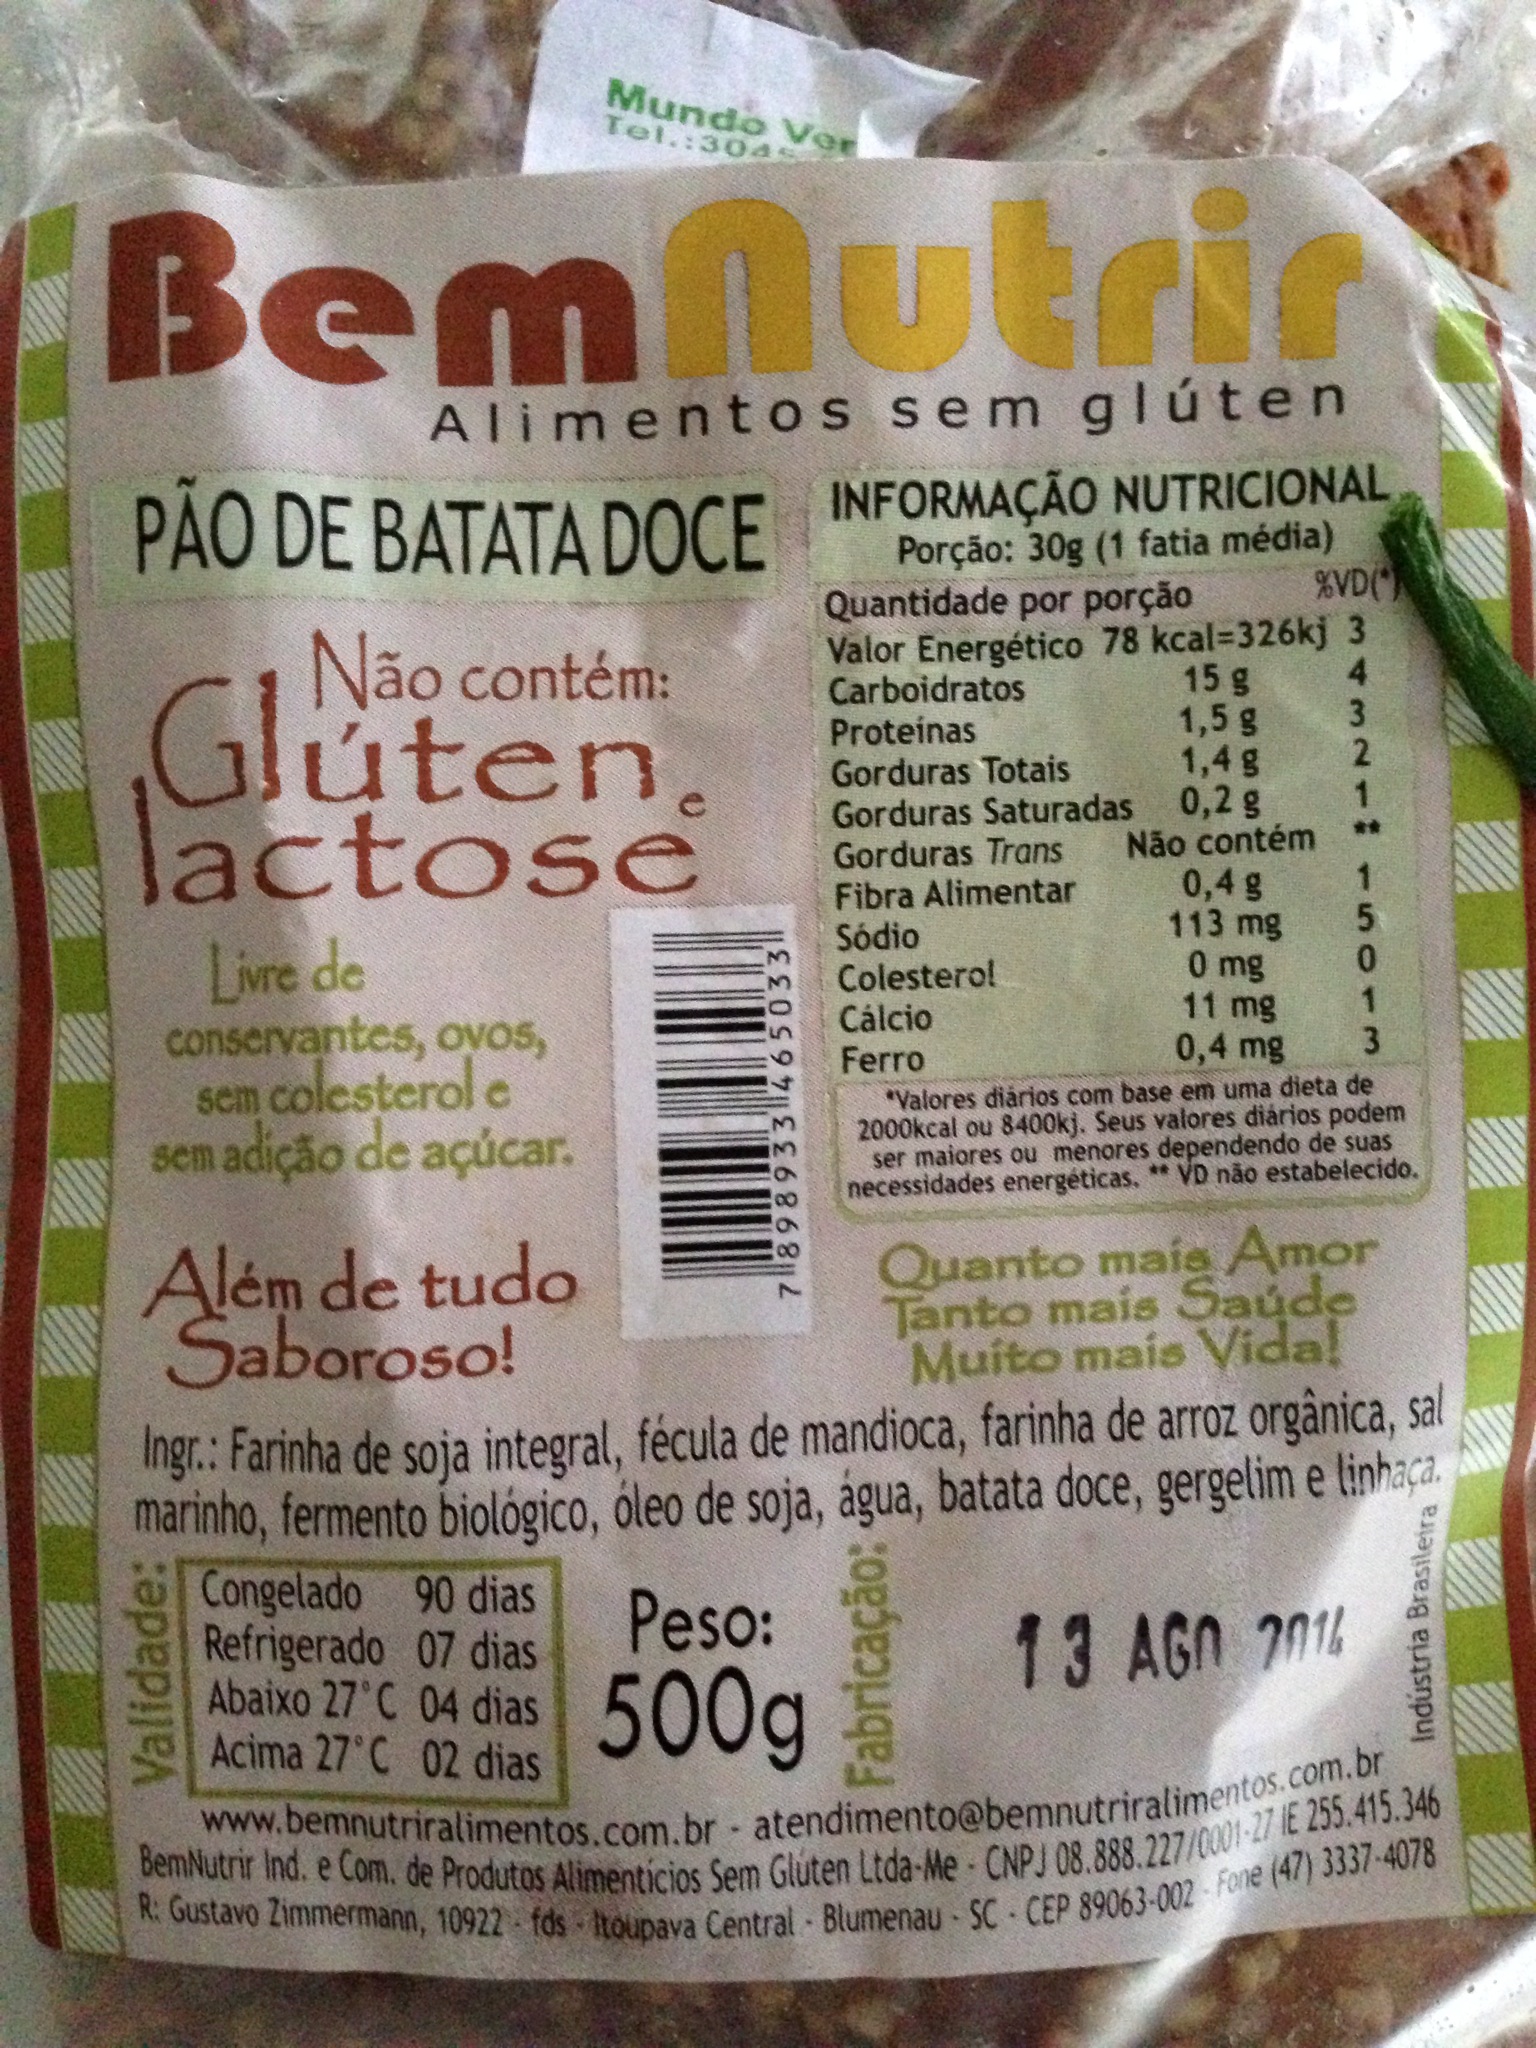 Mundo Ver
Tel.:304
BemNutrir
Alimentos sem glúten
PÃO DE BATATA DOCE
Não contém:
Glúten e
lactose
Livre de
conservantes, ovos,
sem colesterol e
sem adição de açúcar.
Além de tudo
Saboroso!
7 898933 465033
INFORMAÇÃO NUTRICIONAL
Porção: 30g (1 fatia média)
Quantidade por porção %VD(*)
Valor Energético 78 kcal=326kj 3
Carboidratos 15 g 4
Proteínas 1,5 g 3
Gorduras Totais 1,4 g 2
Gorduras Saturadas 0,2 g 1
Gorduras Trans Não contém **
Fibra Alimentar 0,4 g 1
Sódio 113 mg 5
Colesterol 0 mg 0
Cálcio 11 mg 1
Ferro 0,4 mg 3
*Valores diários com base em uma dieta de
2000kcal ou 8400kj. Seus valores diários podem
ser maiores ou menores dependendo de suas
necessidades energéticas. ** VD não estabelecido.
Quanto mais Amor
Tanto mais Saúde
Muito mais Vida!
Ingr.: Farinha de soja integral, fécula de mandioca, farinha de arroz orgânica, sal
marinho, fermento biológico, óleo de soja, água, batata doce, gergelim e linhaça.
Validade:
Congelado 90 dias
Refrigerado 07 dias
Abaixo 27°C 04 dias
Acima 27°C 02 dias
Peso:
500g
Fabricação:
13 AGO 2014
Indústria Brasileira
www.bemnutriralimentos.com.br - atendimento@bemnutriralimentos.com.br
BemNutrir Ind. e Com. de Produtos Alimentícios Sem Glúten Ltda-Me - CNPJ 08.888.227/0001-27 IE 255.415.346
R: Gustavo Zimmermann, 10922 - fds - Itoupava Central - Blumenau - SC - CEP 89063-002 - Fone (47) 3337-4078